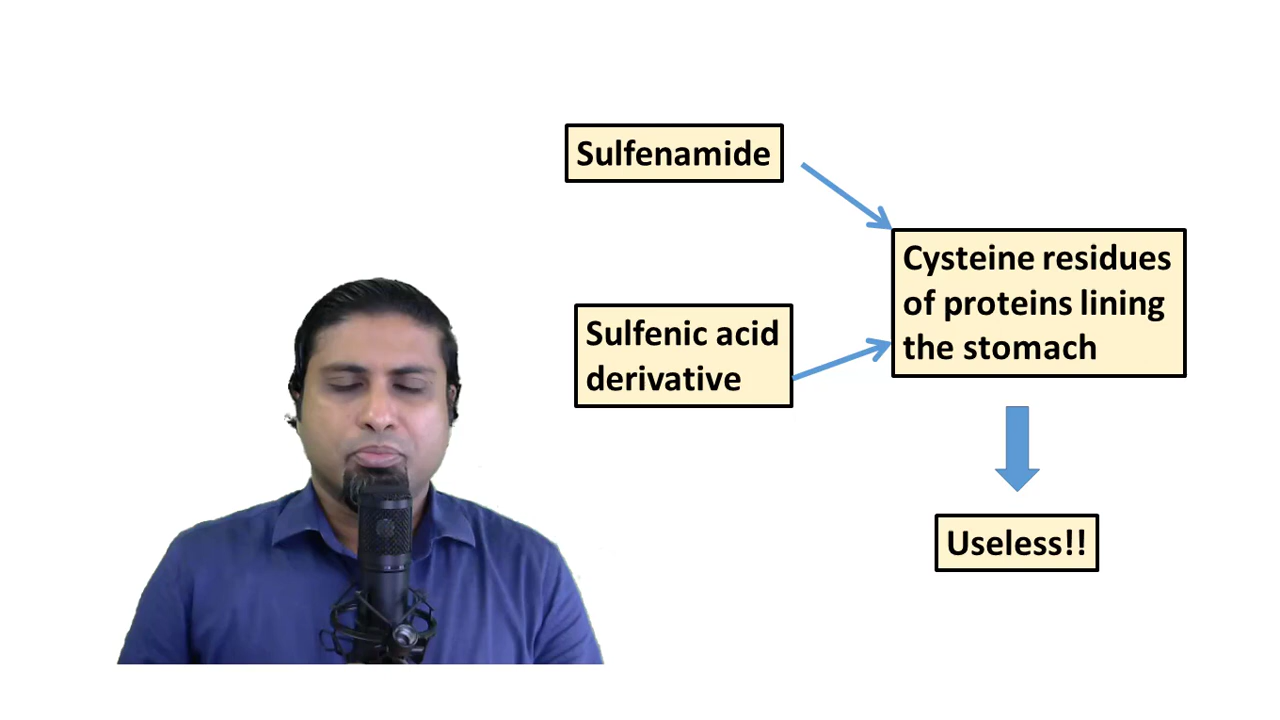 Sulfenamide
Cysteine residues
of proteins lining
the stomach
Sulfenic acid
derivative
Useless!!